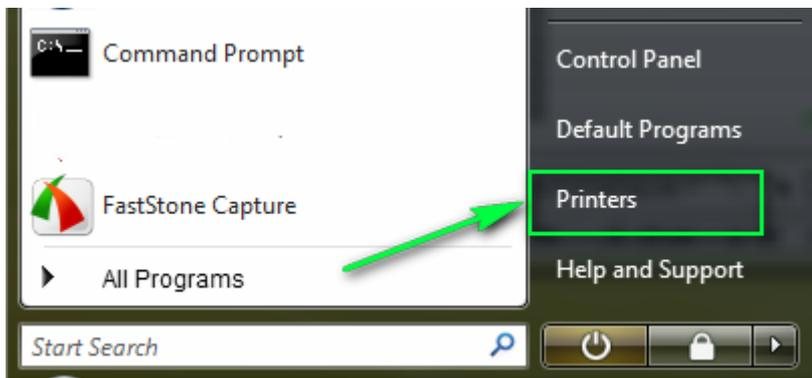 C:\
Command Prompt
FastStone Capture
All Programs
Start Search
Control Panel
Default Programs
Printers
Help and Support